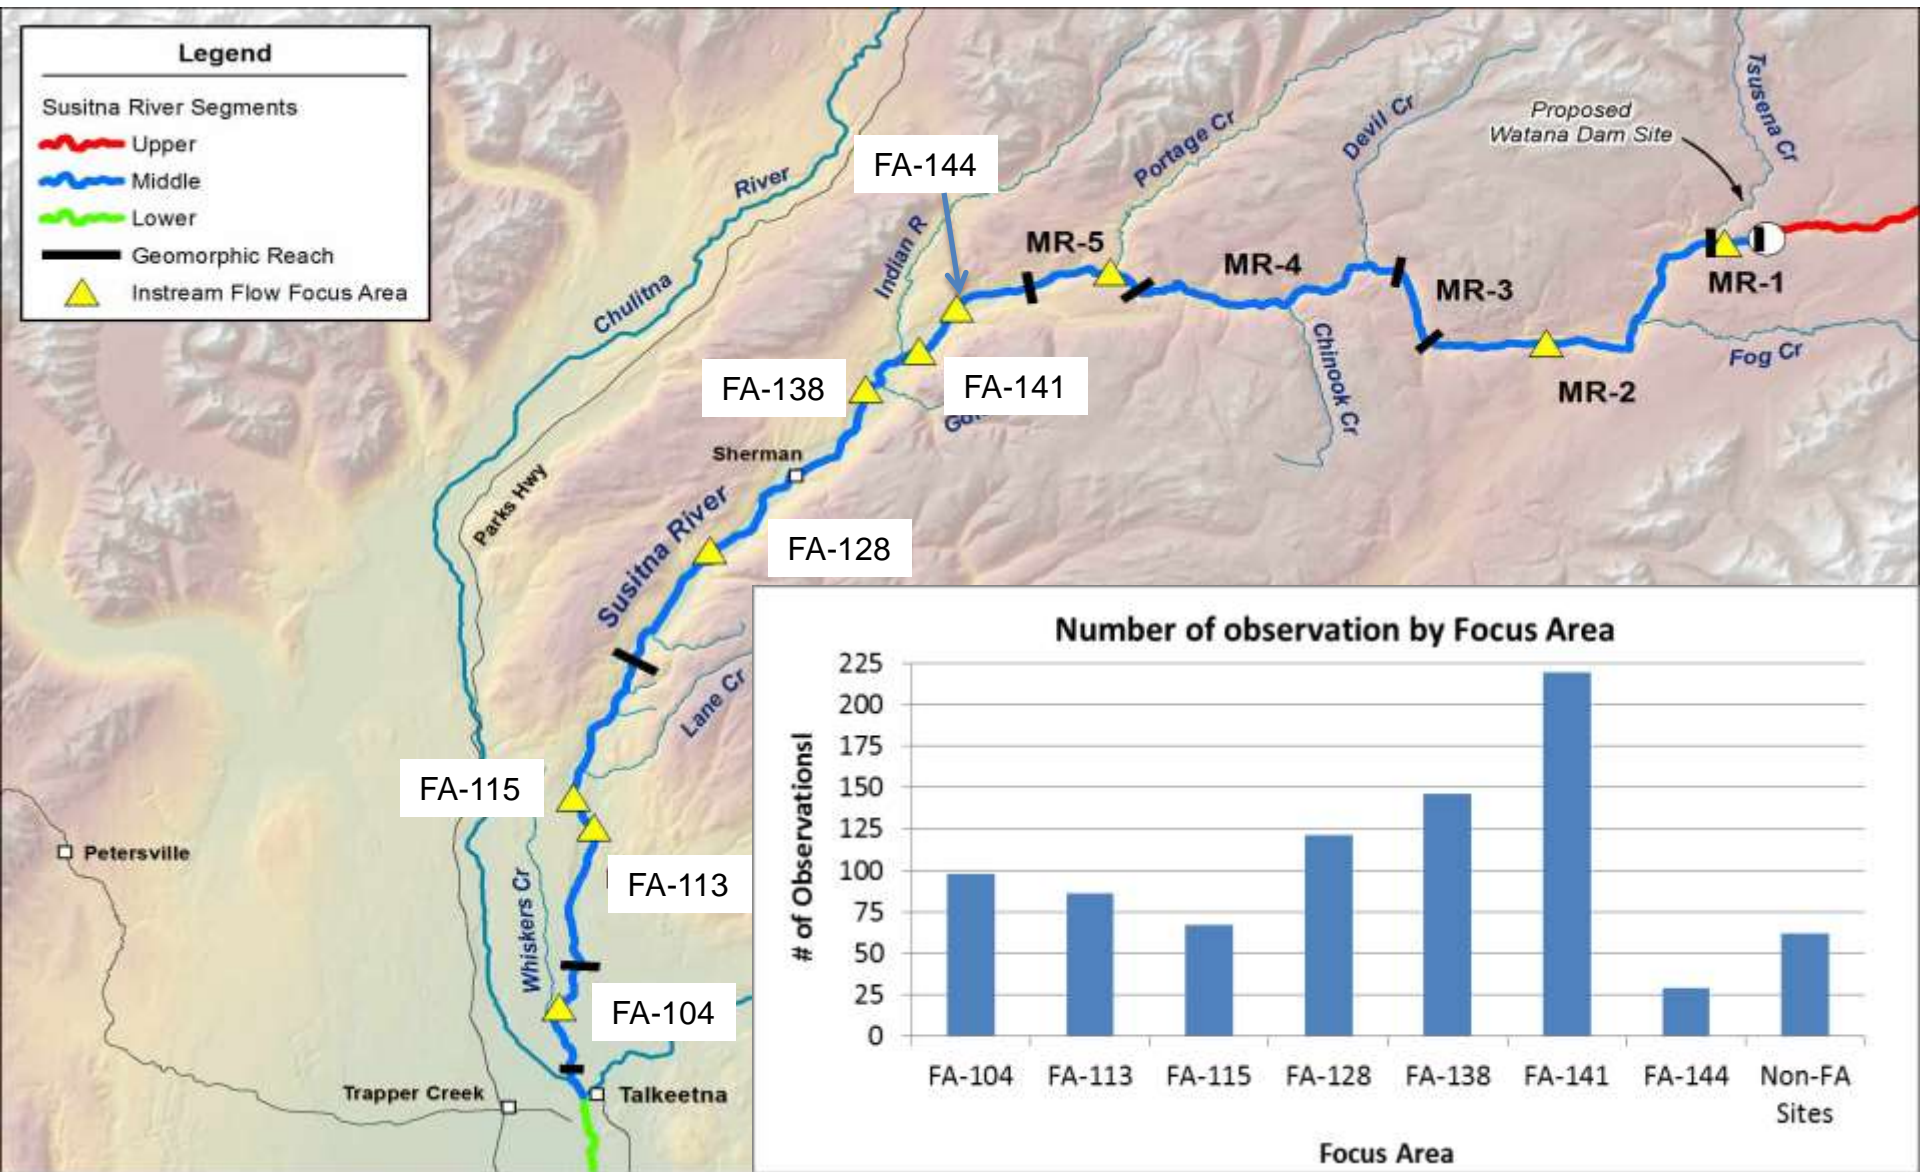 Legend
Susitna River Segments
Upper
Middle
Lower
Geomorphic Reach
Instream Flow Focus Area
Chulitna
River
Parks Hwy
FA-144
Indian R
Portage Cr
Devil Cr
Proposed
Watana Dam Site
Tsusena Cr
MR-5
MR-4
MR-3
MR-1
MR-2
Fog Cr
Chinook Cr
FA-138
FA-141
Sherman
Susitna River
FA-128
Lane Cr
FA-115
FA-113
Whiskers Cr
FA-104
Petersville
Trapper Creek
Talkeetna
Number of observation by Focus Area
# of Observationsl
225
200
175
150
125
100
75
50
25
0
FA-104 FA-113 FA-115 FA-128 FA-138 FA-141 FA-144 Non-FA
Sites
Focus Area